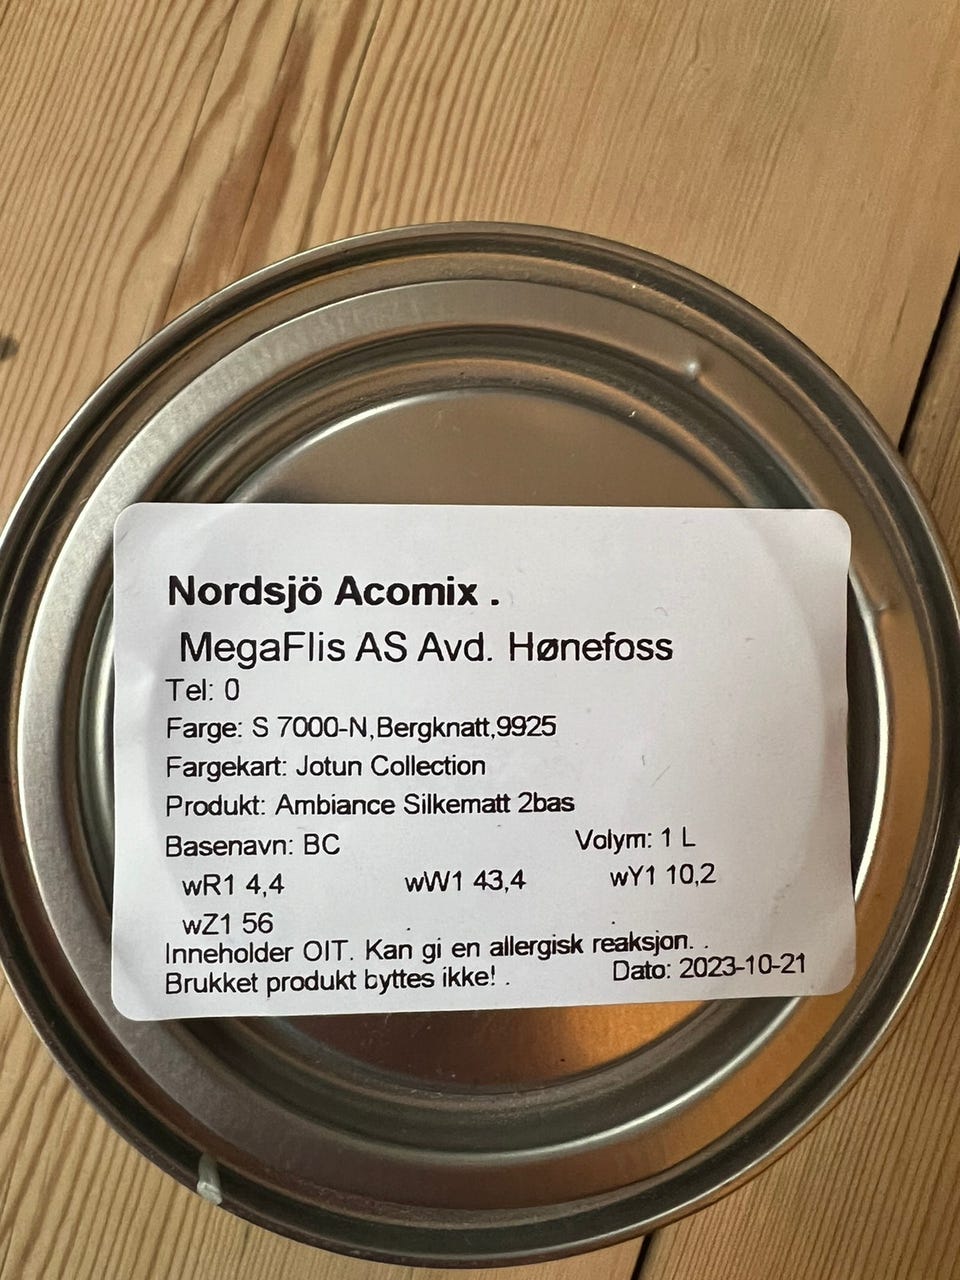 Nordsjö Acomix .
MegaFlis AS Avd. Hønefoss
Tel: 0
Farge: S 7000-N,Bergknatt,9925
Fargekart: Jotun Collection
Produkt: Ambiance Silkematt 2bas
Basenavn: BC Volym: 1 L
wR1 4,4 wW1 43,4 wY1 10,2
wZ1 56 . .
Inneholder OIT. Kan gi en allergisk reaksjon. .
Brukket produkt byttes ikke! . Dato: 2023-10-21